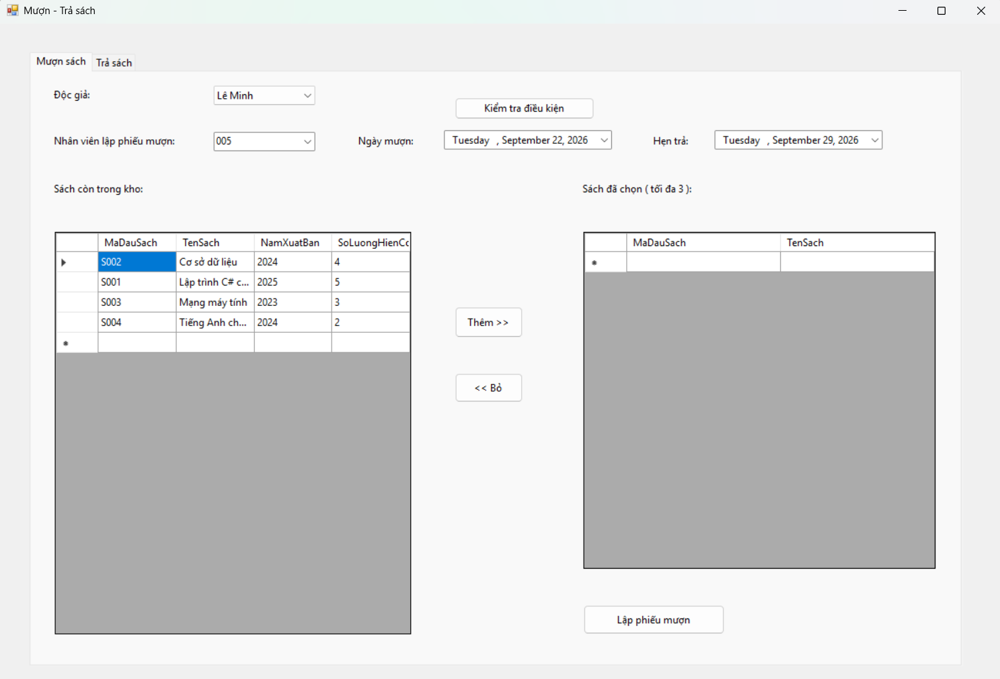 Mượn - Trả sách
Mượn sách Trả sách
Độc giả: Lê Minh
Kiểm tra điều kiện
Nhân viên lập phiếu mượn: 005 Ngày mượn: Tuesday , September 22, 2026 Hẹn trả: Tuesday , September 29, 2026
Sách còn trong kho: Sách đã chọn ( tối đa 3 ):
MaDauSach TenSach NamXuatBan SoLuongHienCc
S002 Cơ sở dữ liệu 2024 4
S001 Lập trình C# c... 2025 5
S003 Mạng máy tính 2023 3
S004 Tiếng Anh ch... 2024 2
MaDauSach TenSach
Thêm >>
<< Bỏ
Lập phiếu mượn